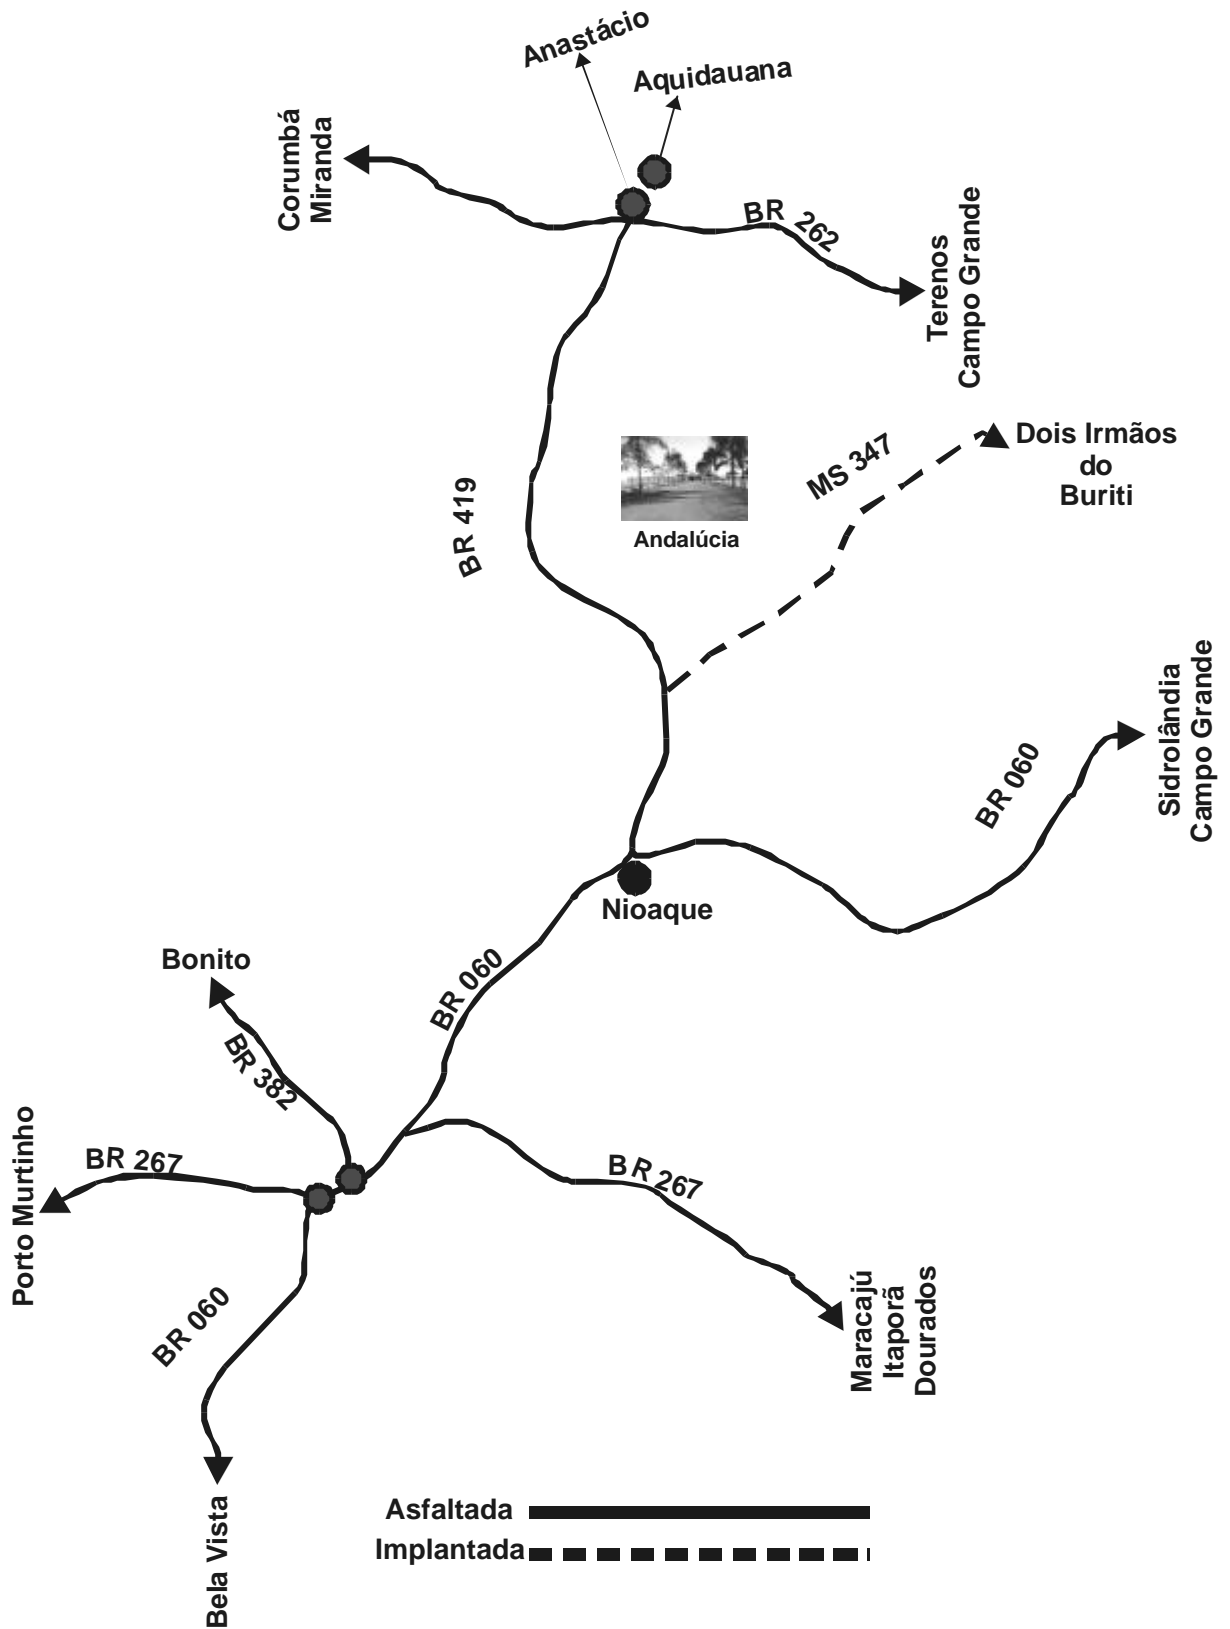 Anastácio
Aquidauana
Corumbá
Miranda
BR 262
Terenos
Campo Grande
BR 419
Andalúcia
MS 347
Dois Irmãos
do
Buriti
Sidrolândia
Campo Grande
BR 060
Nioaque
BR 060
Bonito
BR 382
BR 267
Porto Murtinho
BR 267
Maracajú
Itaporã
Dourados
BR 060
Bela Vista
Asfaltada
Implantada